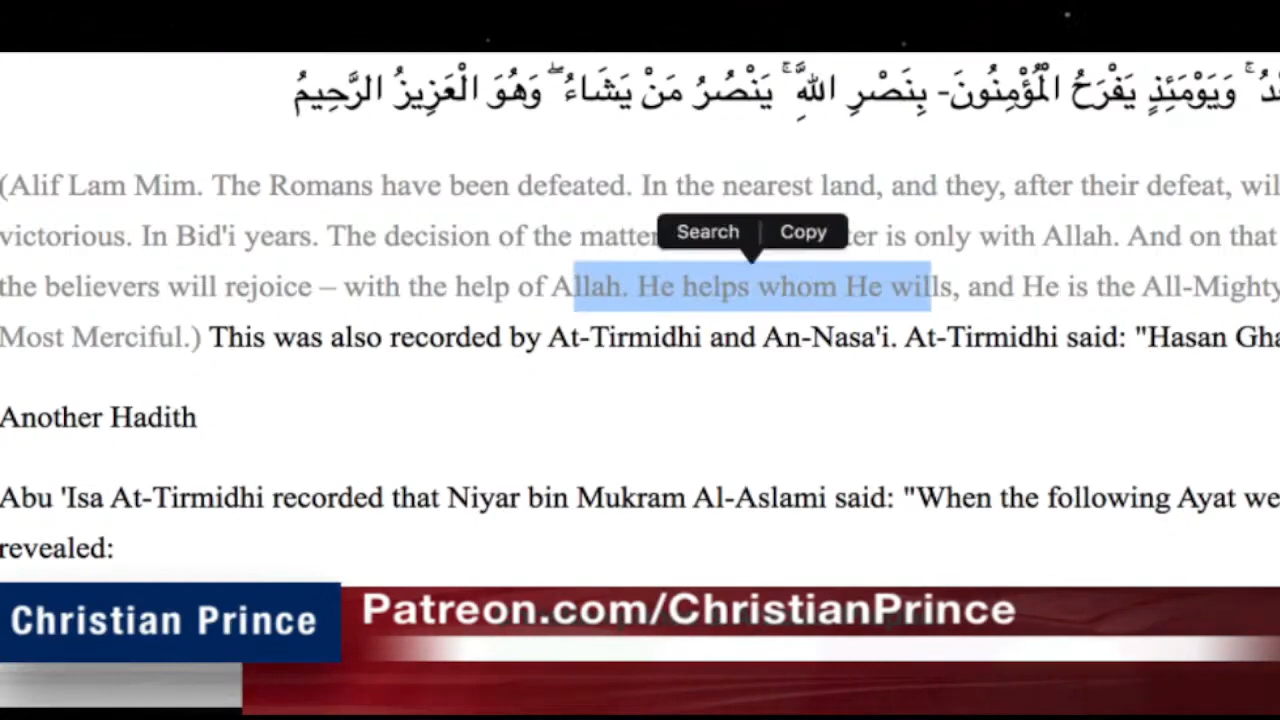 وَيَوْمَئِذٍ يَفْرَحُ الْمُؤْمِنُونَ- بِنَصْرِ اللَّهِ ۚ يَنْصُرُ مَنْ يَشَاءُ ۖ وَهُوَ الْعَزِيزُ الرَّحِيمُ
(Alif Lam Mim. The Romans have been defeated. In the nearest land, and they, after their defeat, wil
victorious. In Bid'i years. The decision of the matter is only with Allah. And on that
Search Copy
the believers will rejoice – with the help of Allah. He helps whom He wills, and He is the All-Mighty
Most Merciful.) This was also recorded by At-Tirmidhi and An-Nasa'i. At-Tirmidhi said: "Hasan Gha
Another Hadith
Abu 'Isa At-Tirmidhi recorded that Niyar bin Mukram Al-Aslami said: "When the following Ayat we
revealed:
Christian Prince
Patreon.com/ChristianPrince